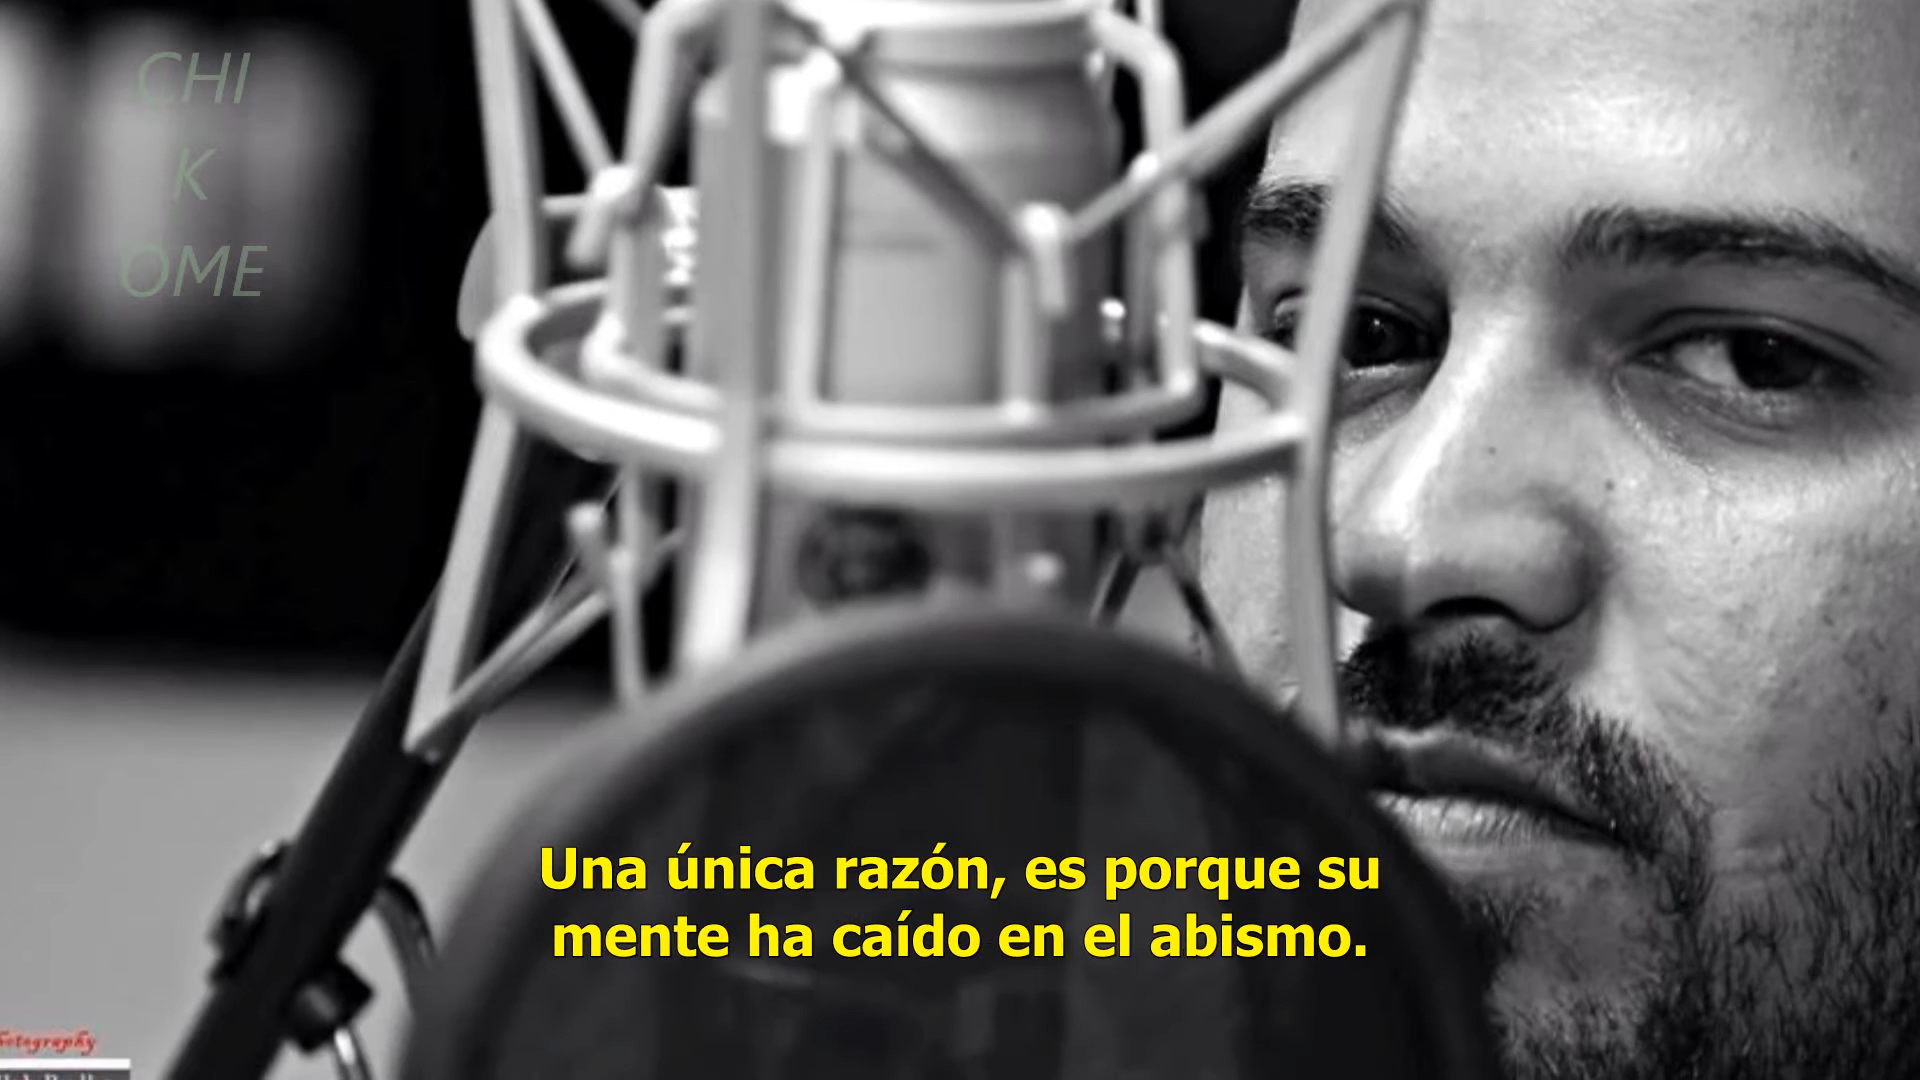 CHI
K
OME
Una única razón, es porque su
mente ha caído en el abismo.